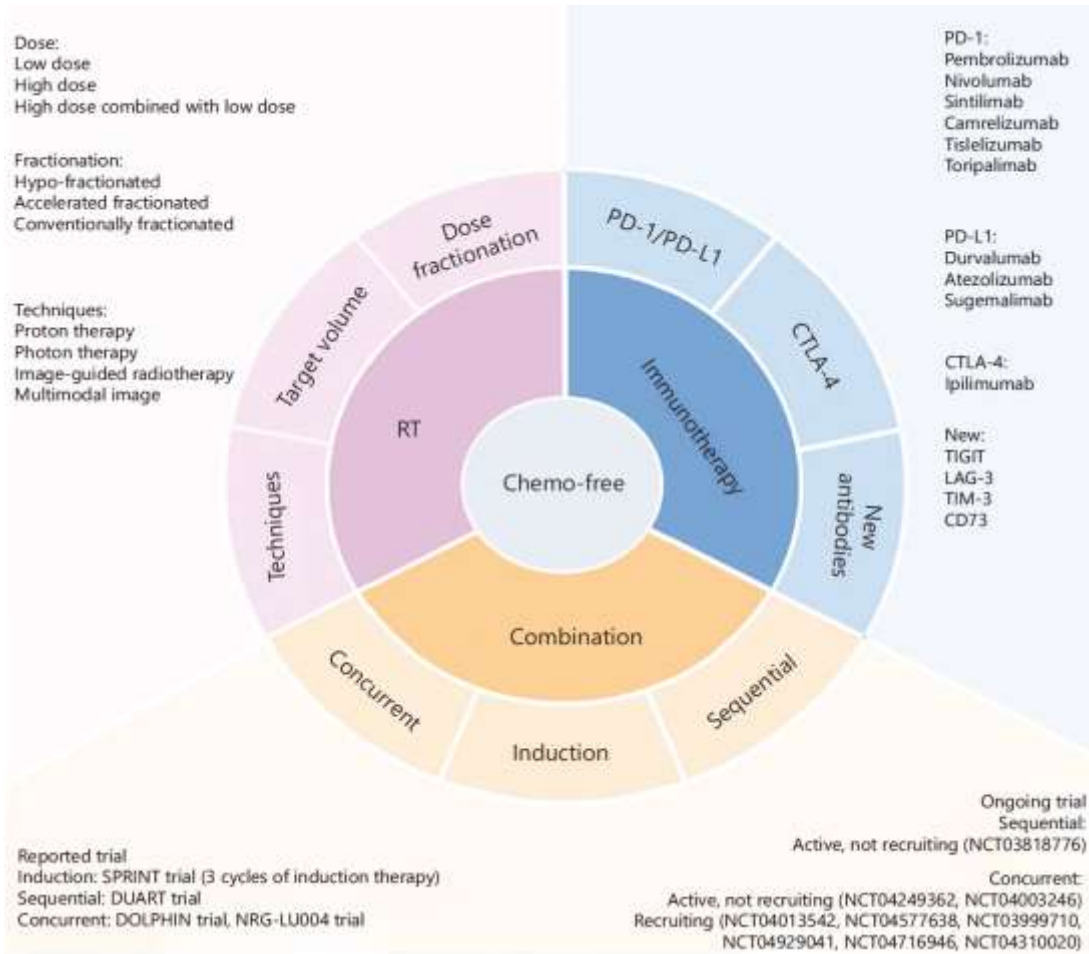 Dose:
Low dose
High dose
High dose combined with low dose
Fractionation:
Hypo-fractionated
Accelerated fractionated
Conventionally fractionated
Techniques:
Proton therapy
Photon therapy
Image-guided radiotherapy
Multimodal image
PD-1:
Pembrolizumab
Nivolumab
Sintilimab
Camrelizumab
Tislelizumab
Toripalimab
PD-L1:
Durvalumab
Atezolizumab
Sugemalimab
CTLA-4:
Ipilimumab
New:
TIGIT
LAG-3
TIM-3
CD73
Dose
fractionation
Target volume
Techniques
PD-1/PD-L1
CTLA-4
New
antibodies
RT
Immunotherapy
Chemo-free
Combination
Concurrent
Induction
Sequential
Reported trial
Induction: SPRINT trial (3 cycles of induction therapy)
Sequential: DUART trial
Concurrent: DOLPHIN trial, NRG-LU004 trial
Ongoing trial
Sequential:
Active, not recruiting (NCT03818776)
Concurrent:
Active, not recruiting (NCT04249362, NCT04003246)
Recruiting (NCT04013542, NCT04577638, NCT03999710,
NCT04929041, NCT04716946, NCT04310020)